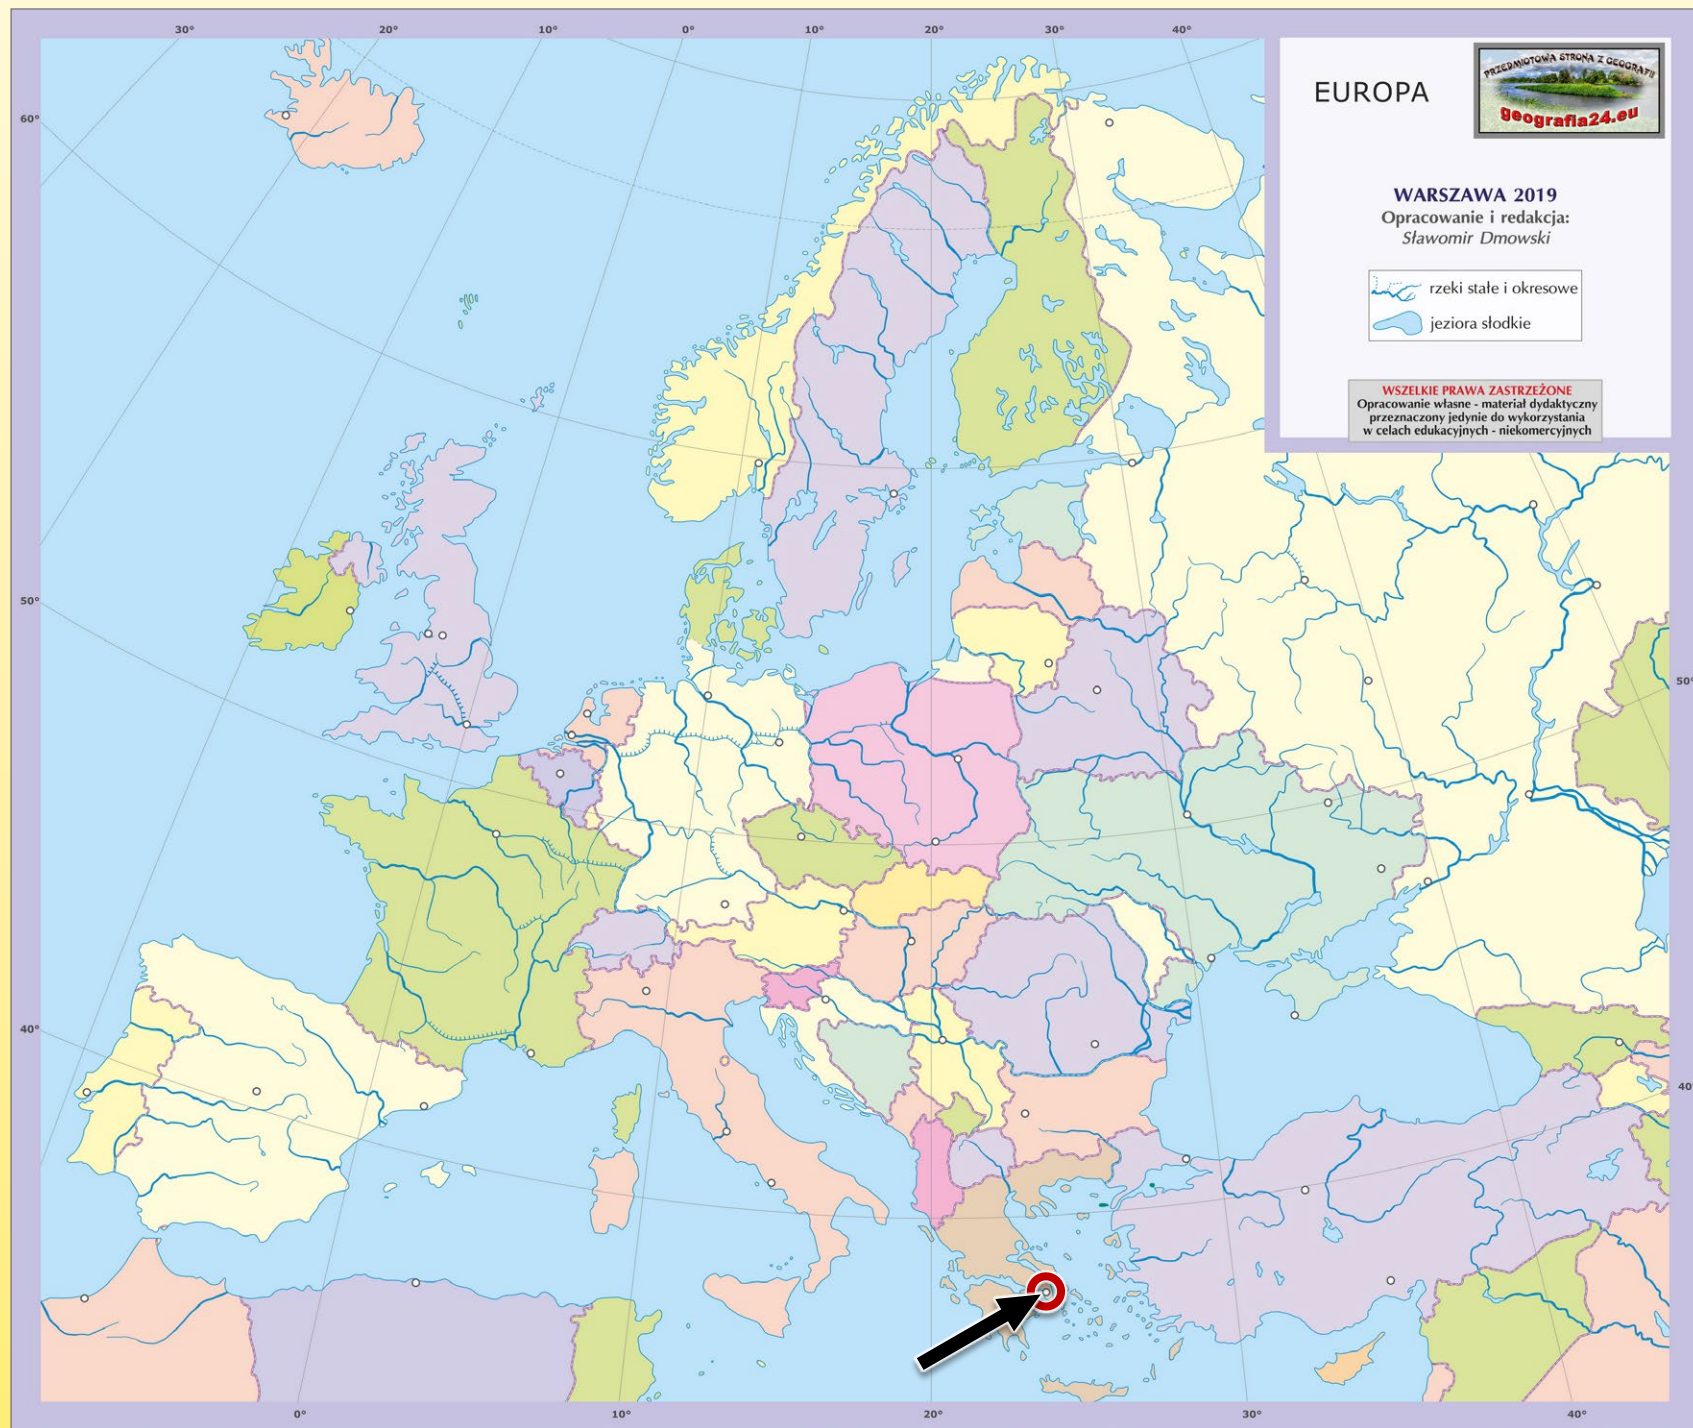 30°
20°
10°
0°
10°
20°
30°
40°
60°
50°
40°
50°
40°
0°
10°
20°
30°
40°
EUROPA
PRZEDMIOTOWA STRONA Z GEOGRAFII
geografia24.eu
WARSZAWA 2019
Opracowanie i redakcja:
Sławomir Dmowski
rzeki stałe i okresowe
jeziora słodkie
WSZELKIE PRAWA ZASTRZEŻONE
Opracowanie własne - materiał dydaktyczny
przeznaczony jedynie do wykorzystania
w celach edukacyjnych - niekomercyjnych